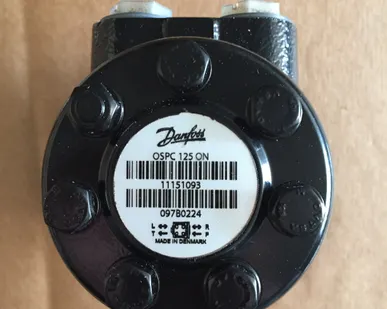 Danfoss
OSPC 125 ON
11151093
097B0224
L R
T P
MADE IN DENMARK